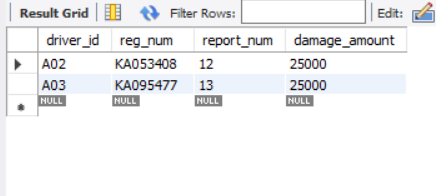 Result Grid Filter Rows: Edit:
driver_id reg_num report_num damage_amount
A02 KA053408 12 25000
A03 KA095477 13 25000
NULL NULL NULL NULL